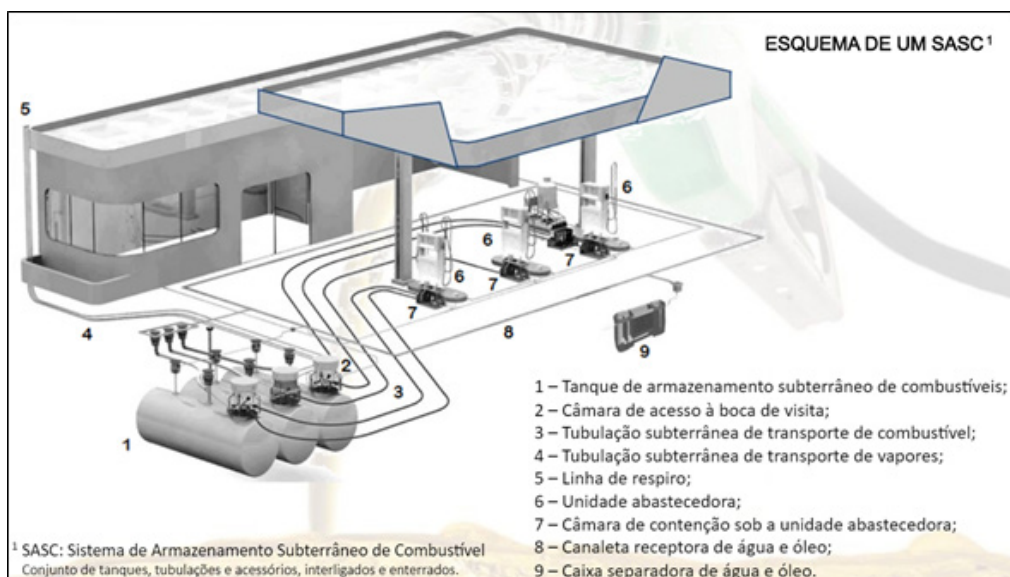 ESQUEMA DE UM SASC¹
5
6
6
7
6
7
7
4
8
9
2
3
1
1 – Tanque de armazenamento subterrâneo de combustíveis;
2 – Câmara de acesso à boca de visita;
3 – Tubulação subterrânea de transporte de combustível;
4 – Tubulação subterrânea de transporte de vapores;
5 – Linha de respiro;
6 – Unidade abastecedora;
7 – Câmara de contenção sob a unidade abastecedora;
8 – Canaleta receptora de água e óleo;
9 – Caixa separadora de água e óleo.
¹ SASC: Sistema de Armazenamento Subterrâneo de Combustível
Conjunto de tanques, tubulações e acessórios, interligados e enterrados.